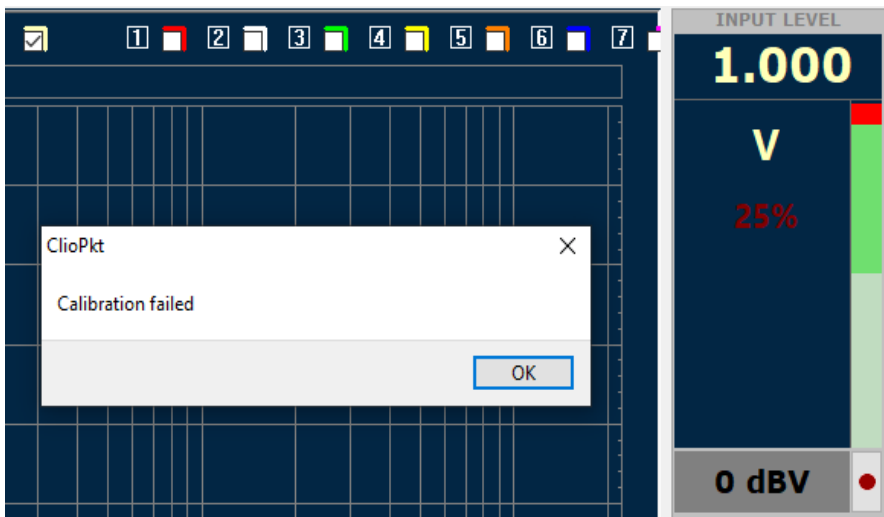 1 2 3 4 5 6 7
INPUT LEVEL
1.000
V
25%
ClioPkt
Calibration failed
OK
0 dBV